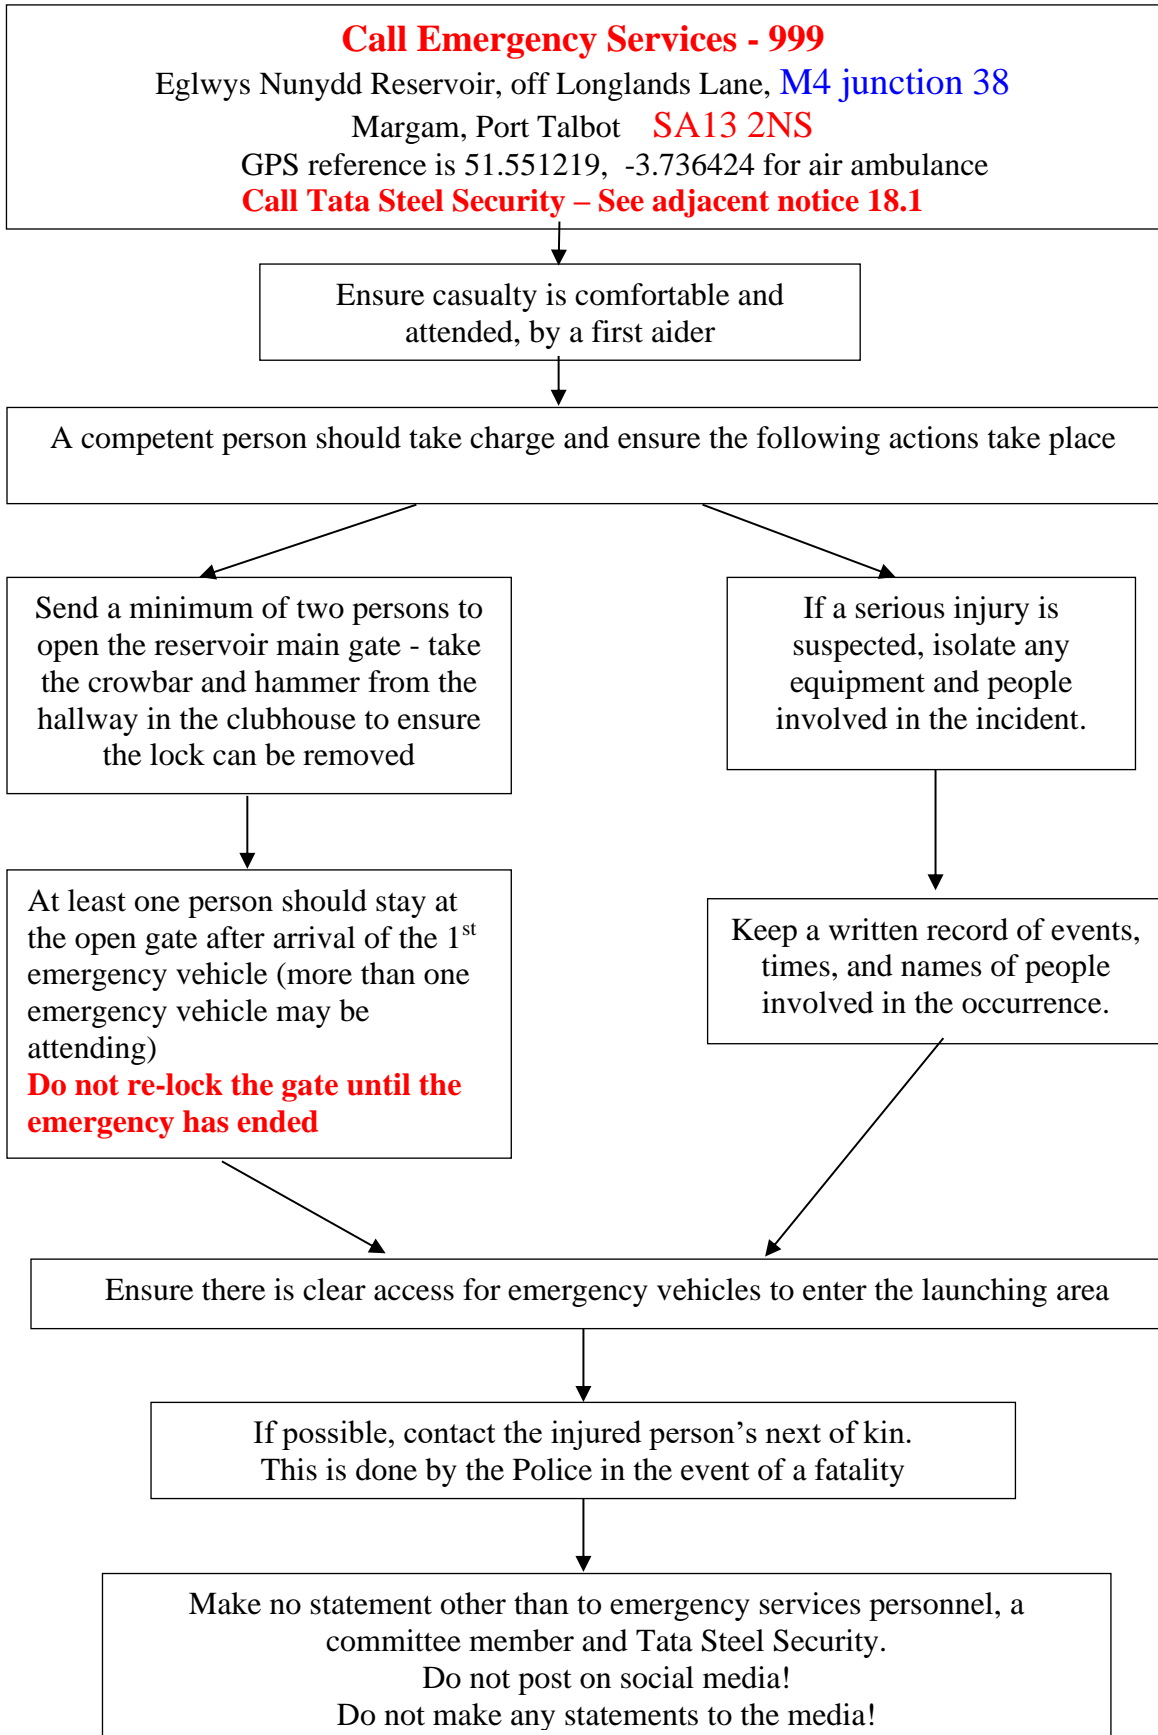 Call Emergency Services - 999
Eglwys Nunydd Reservoir, off Longlands Lane, M4 junction 38
Margam, Port Talbot SA13 2NS
GPS reference is 51.551219, -3.736424 for air ambulance
Call Tata Steel Security – See adjacent notice 18.1
Ensure casualty is comfortable and
attended, by a first aider
A competent person should take charge and ensure the following actions take place
Send a minimum of two persons to
open the reservoir main gate - take
the crowbar and hammer from the
hallway in the clubhouse to ensure
the lock can be removed
If a serious injury is
suspected, isolate any
equipment and people
involved in the incident.
At least one person should stay at
the open gate after arrival of the 1st
emergency vehicle (more than one
emergency vehicle may be
attending)
Do not re-lock the gate until the
emergency has ended
Keep a written record of events,
times, and names of people
involved in the occurrence.
Ensure there is clear access for emergency vehicles to enter the launching area
If possible, contact the injured person’s next of kin.
This is done by the Police in the event of a fatality
Make no statement other than to emergency services personnel, a
committee member and Tata Steel Security.
Do not post on social media!
Do not make any statements to the media!